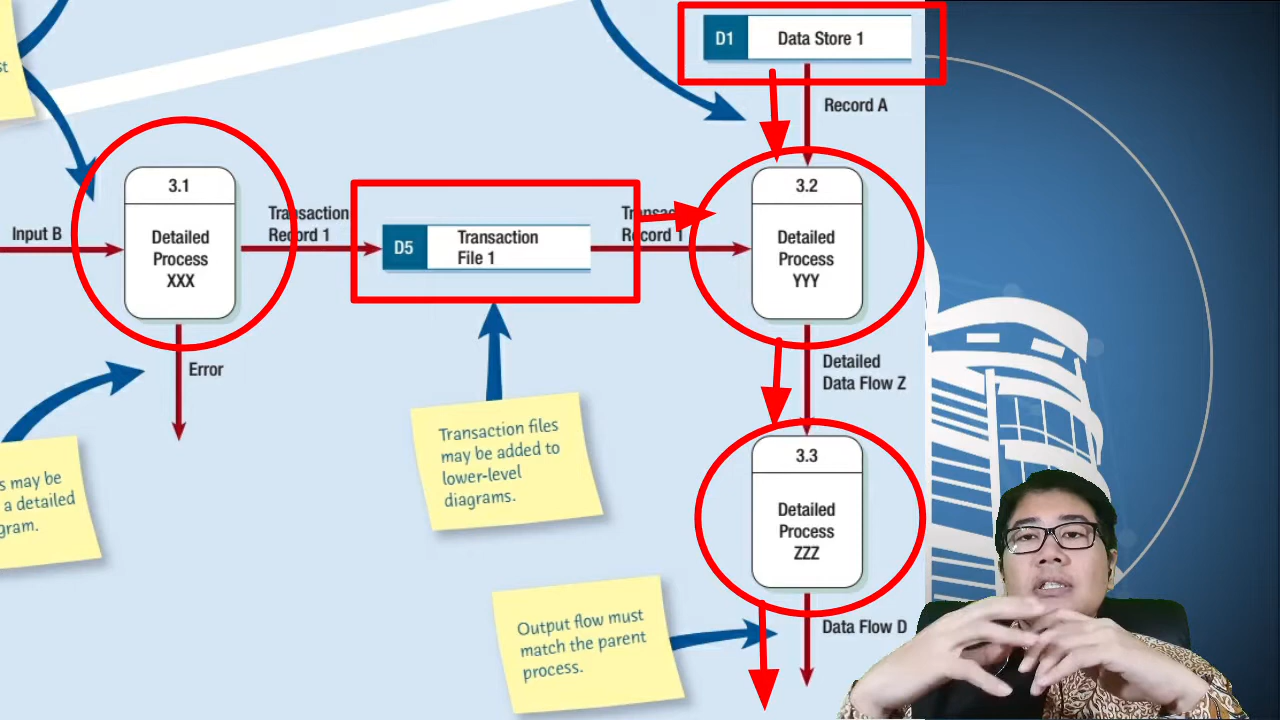 st
D1
Data Store 1
Record A
3.1
Detailed
Process
XXX
Input B
Transaction
Record 1
D5
Transaction
File 1
Record 1
3.2
Detailed
Process
YYY
Error
Detailed
Data Flow Z
Transaction files
may be added to
lower-level
diagrams.
s may be
a detailed
gram.
3.3
Detailed
Process
ZZZ
Output flow must
match the parent
process.
Data Flow D